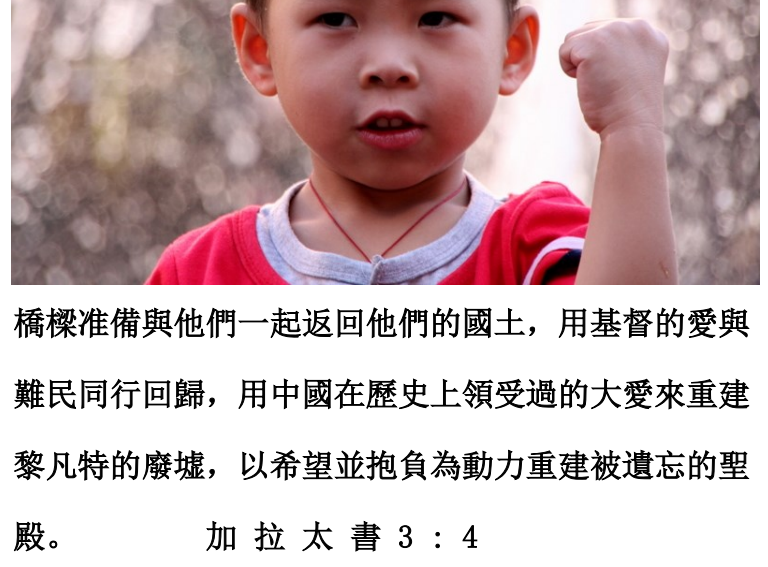 橋樑准備與他們一起返回他們的國土，用基督的愛與
難民同行回歸，用中國在歷史上領受過的大愛來重建
黎凡特的廢墟，以希望並抱負為動力重建被遺忘的聖
殿。 加 拉 太 書 3 : 4